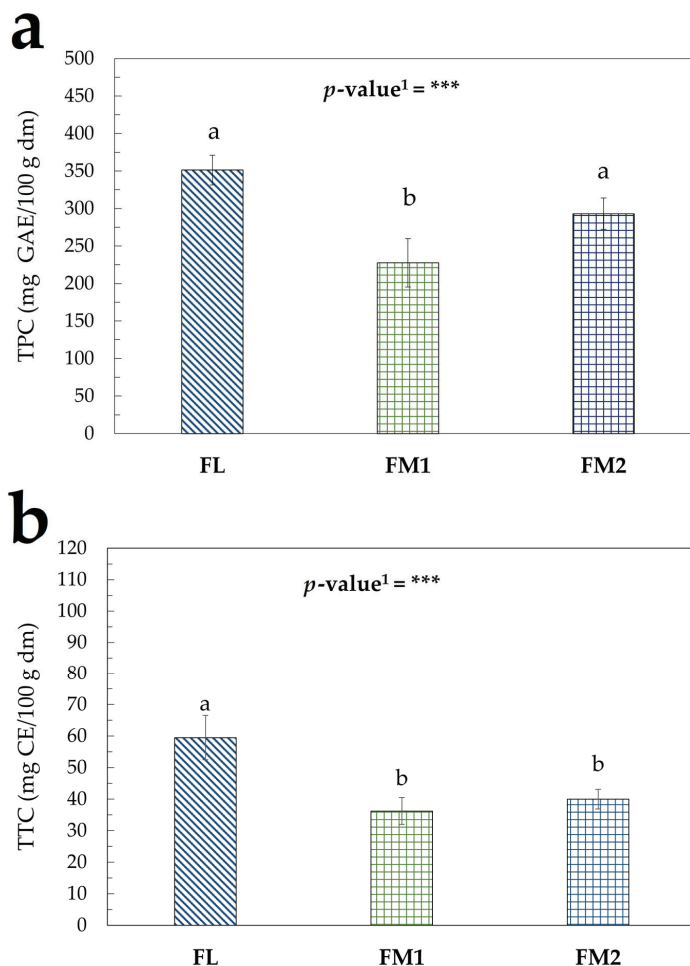 a
p-value¹ = ***
TPC (mg GAE/100 g dm)
500
450
400
350
300
250
200
150
100
50
0
a
b
a
FL FM1 FM2
b
p-value¹ = ***
TTC (mg CE/100 g dm)
120
110
100
90
80
70
60
50
40
30
20
10
0
a
b
b
FL FM1 FM2